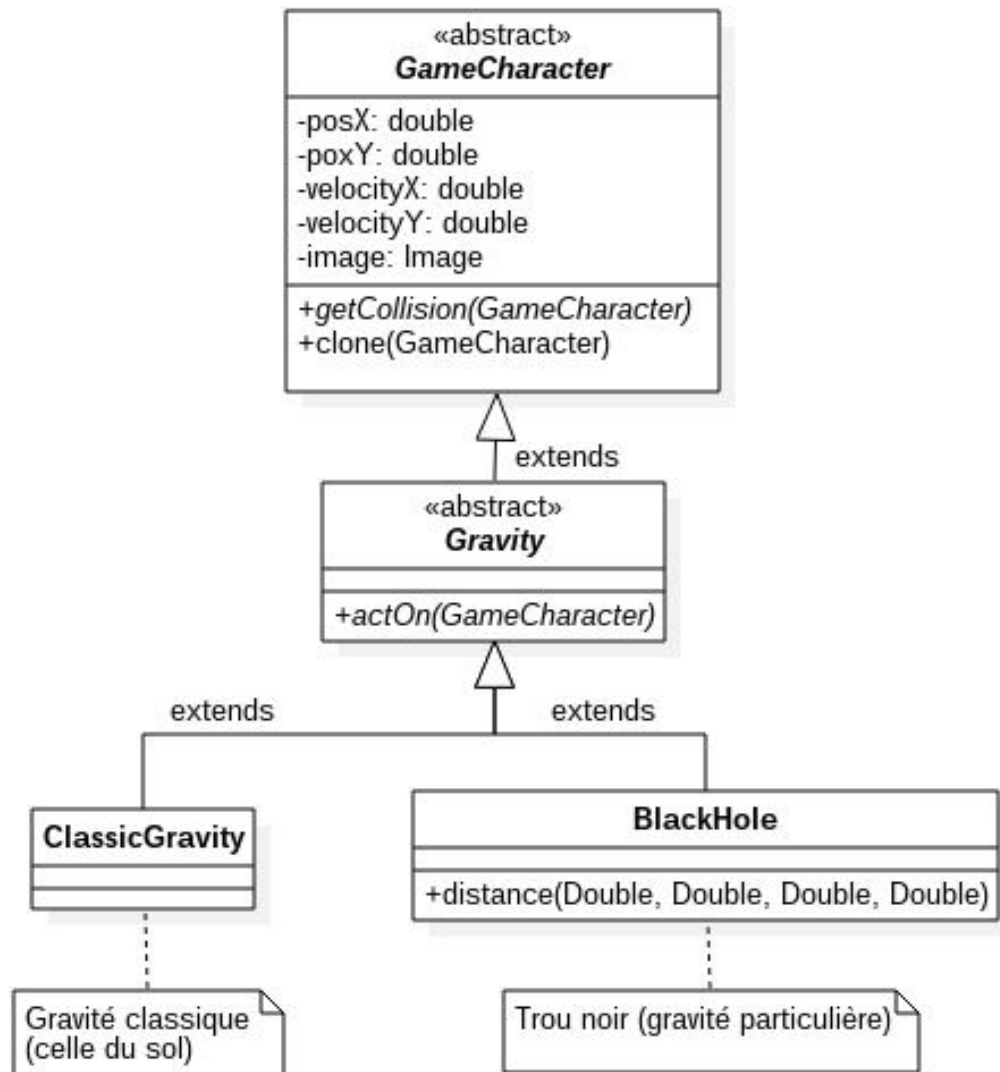 «abstract»
GameCharacter
-posX: double
-poxY: double
-velocityX: double
-velocityY: double
-image: Image
+getCollision(GameCharacter)
+clone(GameCharacter)
extends
«abstract»
Gravity
+actOn(GameCharacter)
extends
extends
ClassicGravity
BlackHole
+distance(Double, Double, Double, Double)
Gravité classique
(celle du sol)
Trou noir (gravité particulière)